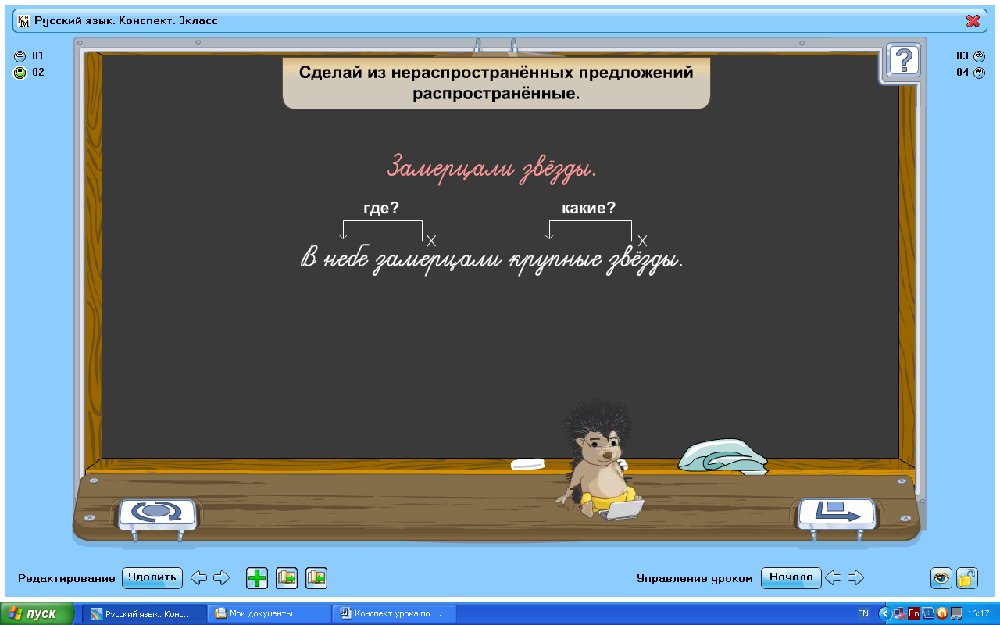 КиМ Русский язык. Конспект. 3класс
01
02
03
04
?
Сделай из нераспространённых предложений
распространённые.
Замерцали звёзды.
где? какие?
X X
В небе замерцали крупные звёзды.
Редактирование Удалить Управление уроком Начало
пуск Русский язык. Конс... Мои документы Конспект урока по ... EN En 16:17